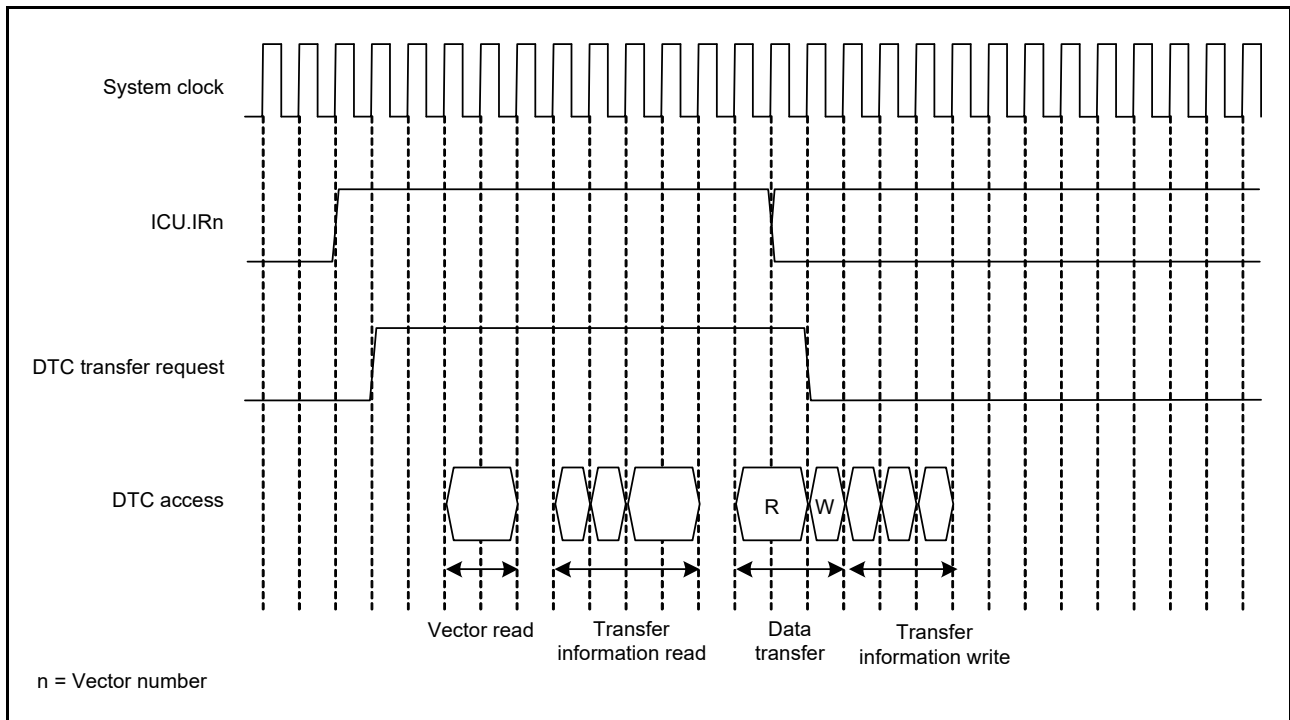 System clock
ICU.IRn
DTC transfer request
DTC access
R
W
Vector read
Transfer
information read
Data
transfer
Transfer
information write
n = Vector number